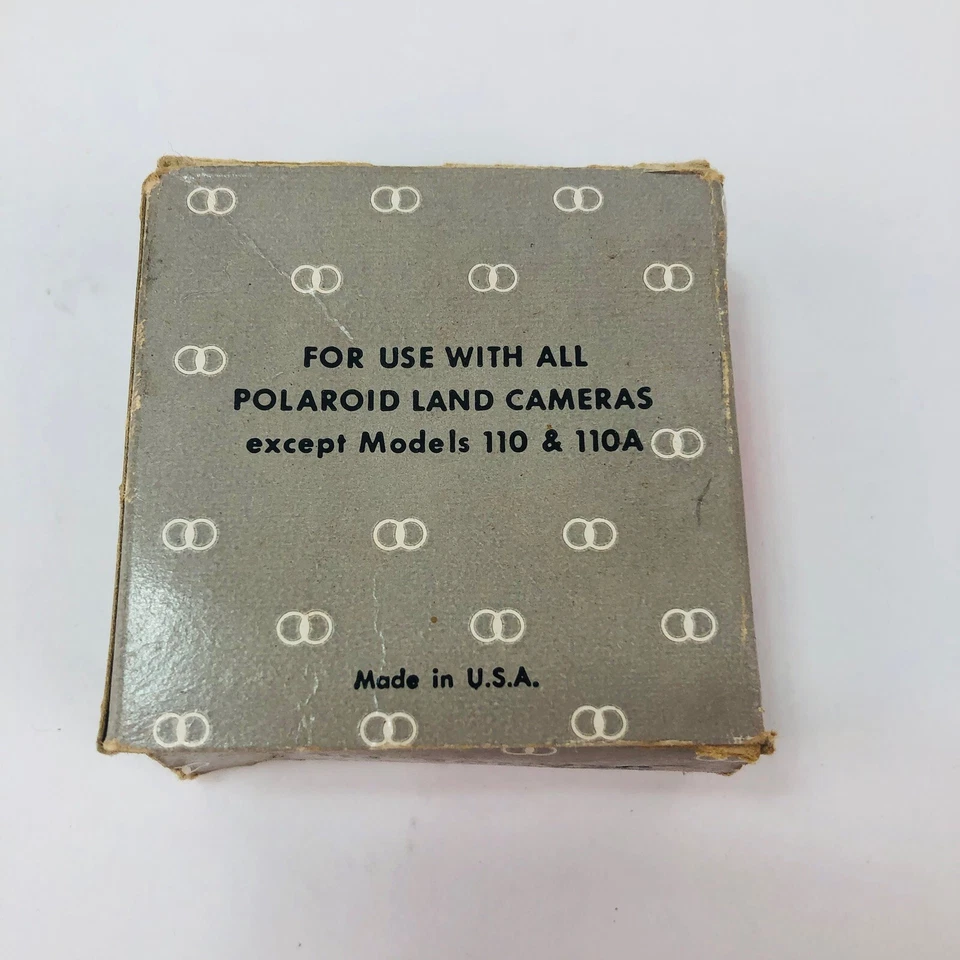 FOR USE WITH ALL
POLAROID LAND CAMERAS
except Models 110 & 110A
Made in U.S.A.